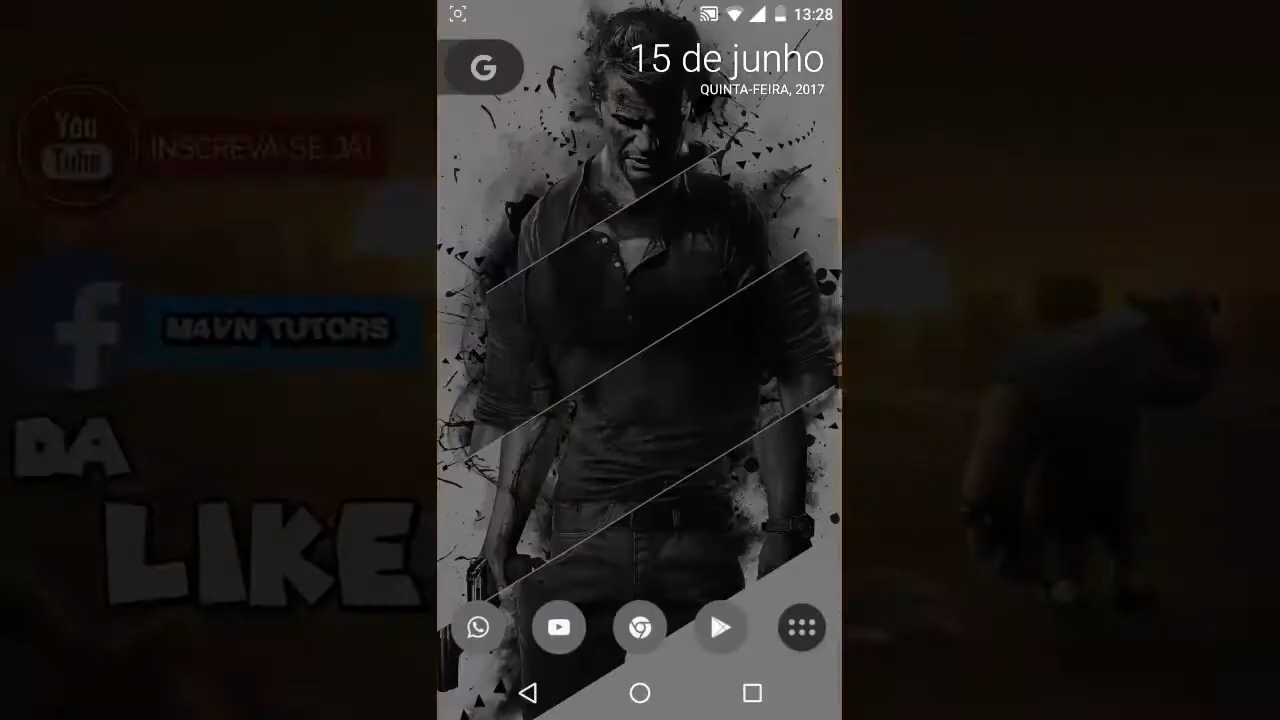 13:28
G
15 de junho
QUINTA-FEIRA, 2017
You
Tube
INSCREVA-SE JÁ!
f
M4VN TUTORS
DA
LIKE